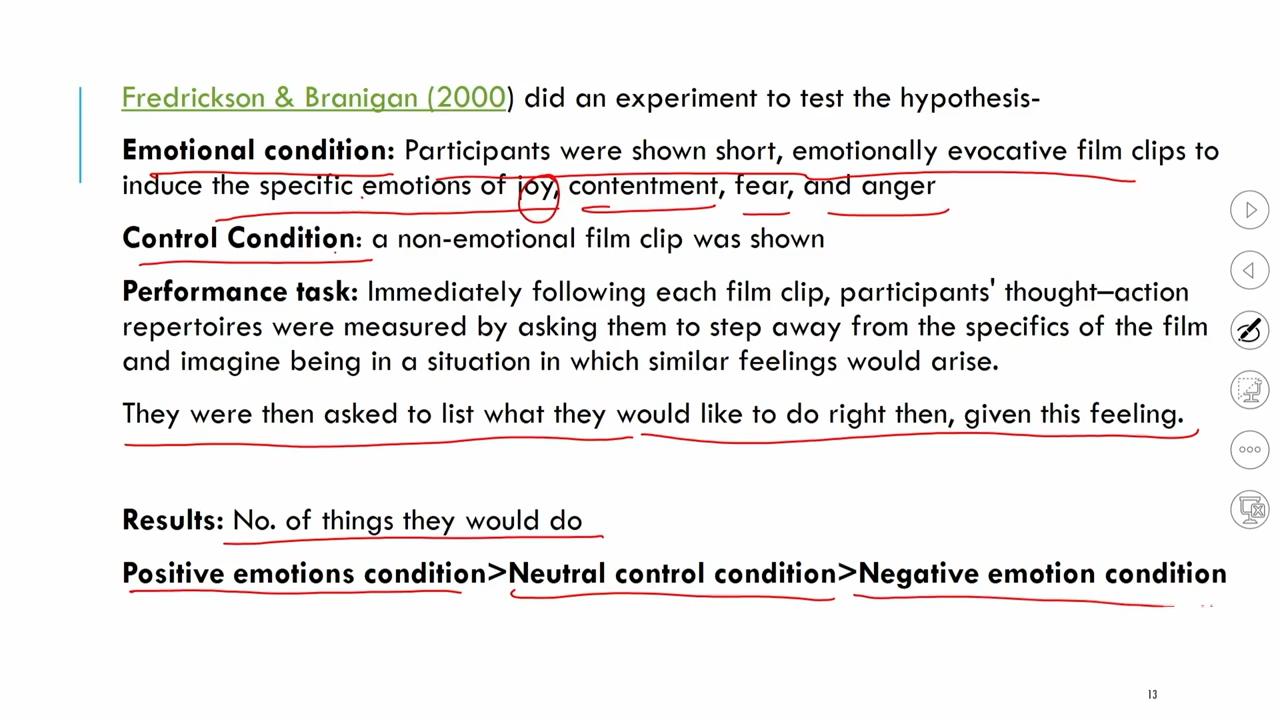 Fredrickson & Branigan (2000) did an experiment to test the hypothesis-
Emotional condition: Participants were shown short, emotionally evocative film clips to
induce the specific emotions of joy, contentment, fear, and anger
Control Condition: a non-emotional film clip was shown
Performance task: Immediately following each film clip, participants' thought–action
repertoires were measured by asking them to step away from the specifics of the film
and imagine being in a situation in which similar feelings would arise.
They were then asked to list what they would like to do right then, given this feeling.
Results: No. of things they would do
Positive emotions condition>Neutral control condition>Negative emotion condition
13